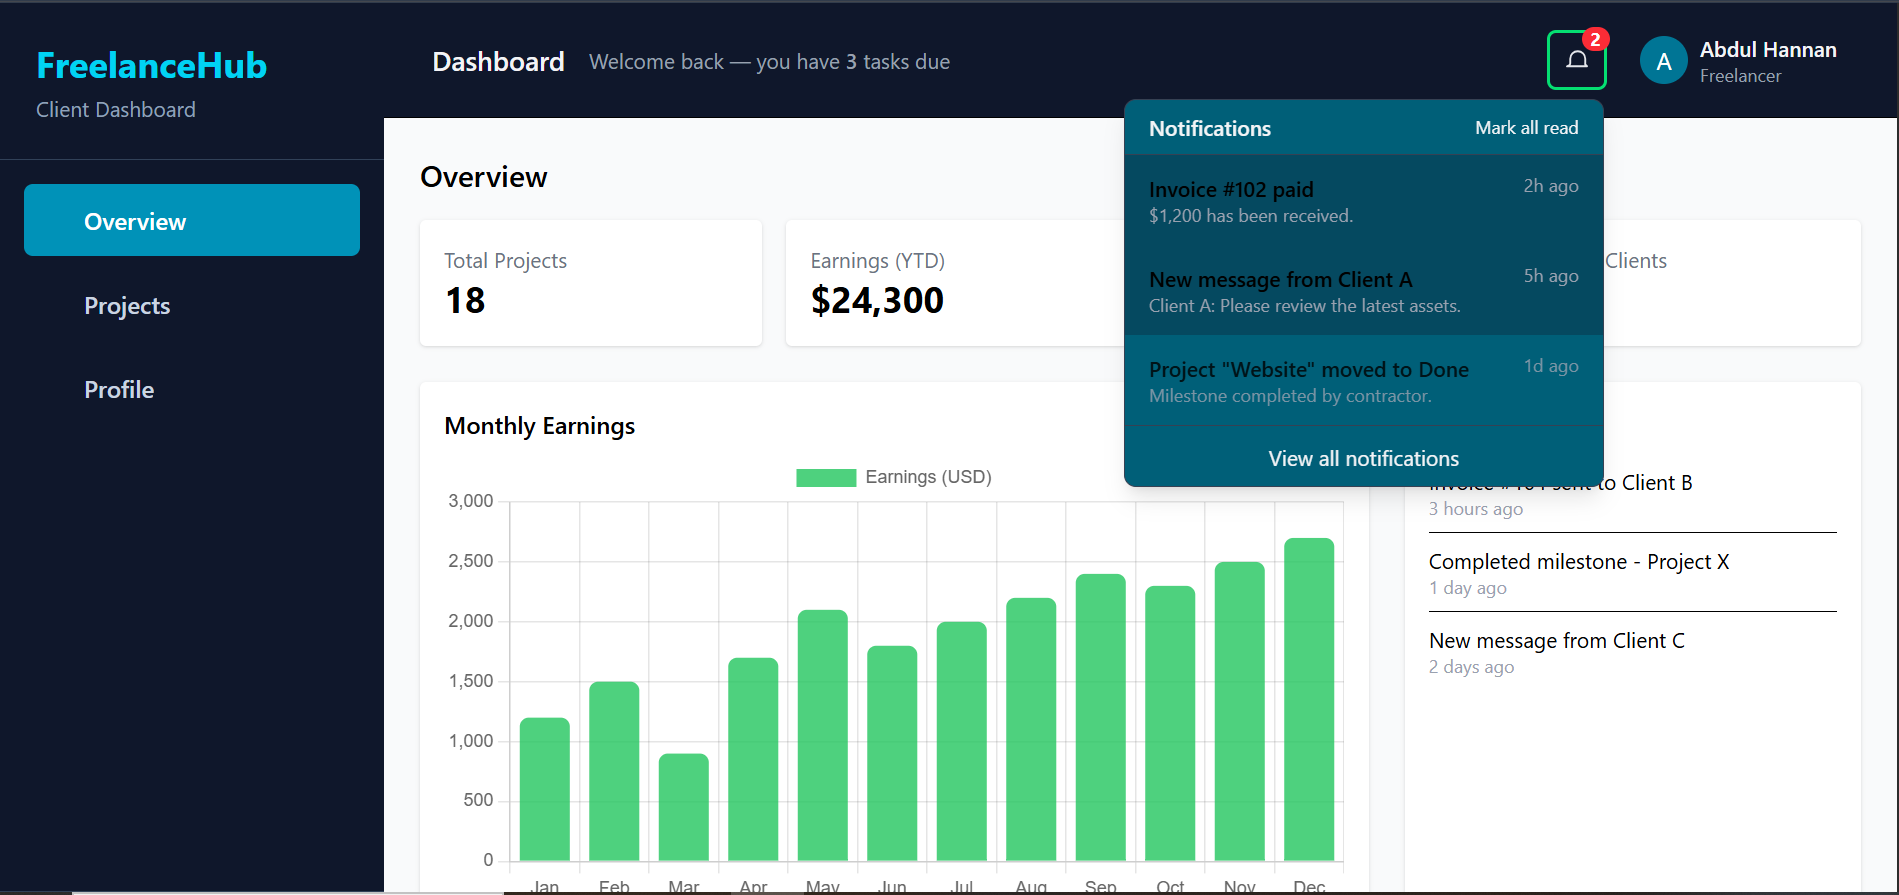 FreelanceHub
Client Dashboard
Overview
Projects
Profile
Dashboard
Welcome back — you have 3 tasks due
2
A
Abdul Hannan
Freelancer
Notifications
Mark all read
Invoice #102 paid
2h ago
$1,200 has been received.
New message from Client A
5h ago
Client A: Please review the latest assets.
Project "Website" moved to Done
1d ago
Milestone completed by contractor.
View all notifications
Overview
Total Projects
18
Earnings (YTD)
$24,300
Clients
Monthly Earnings
Earnings (USD)
3,000
2,500
2,000
1,500
1,000
500
0
Jan Feb Mar Apr May Jun Jul Aug Sep Oct Nov Dec
to Client B
3 hours ago
Completed milestone - Project X
1 day ago
New message from Client C
2 days ago